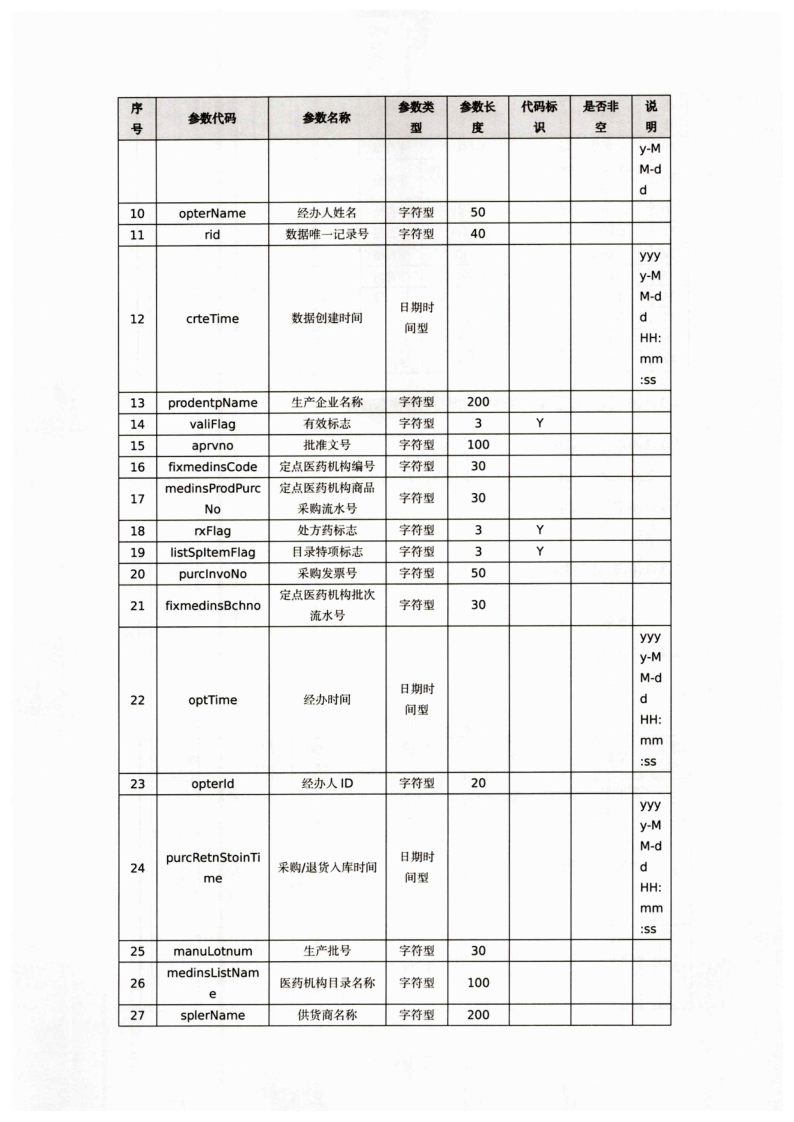 序号 参数代码 参数名称 参数类型 参数长度 代码标识 是否非空 说明
y-MM-dd
10 opterName 经办人姓名 字符型 50
11 rid 数据唯一记录号 字符型 40
12 crteTime 数据创建时间 日期时间型 yyyy-MM-dd HH:mm:ss
13 prodentpName 生产企业名称 字符型 200
14 valiFlag 有效标志 字符型 3 Y
15 aprvno 批准文号 字符型 100
16 fixmedinsCode 定点医药机构编号 字符型 30
17 medinsProdPurcNo 定点医药机构商品采购流水号 字符型 30
18 rxFlag 处方药标志 字符型 3 Y
19 listSpItemFlag 目录特项标志 字符型 3 Y
20 purcInvoNo 采购发票号 字符型 50
21 fixmedinsBchno 定点医药机构批次流水号 字符型 30
22 optTime 经办时间 日期时间型 yyyy-MM-dd HH:mm:ss
23 opterId 经办人 ID 字符型 20
24 purcRetnStoinTime 采购/退货入库时间 日期时间型 yyyy-MM-dd HH:mm:ss
25 manuLotnum 生产批号 字符型 30
26 medinsListName 医药机构目录名称 字符型 100
27 splerName 供货商名称 字符型 200